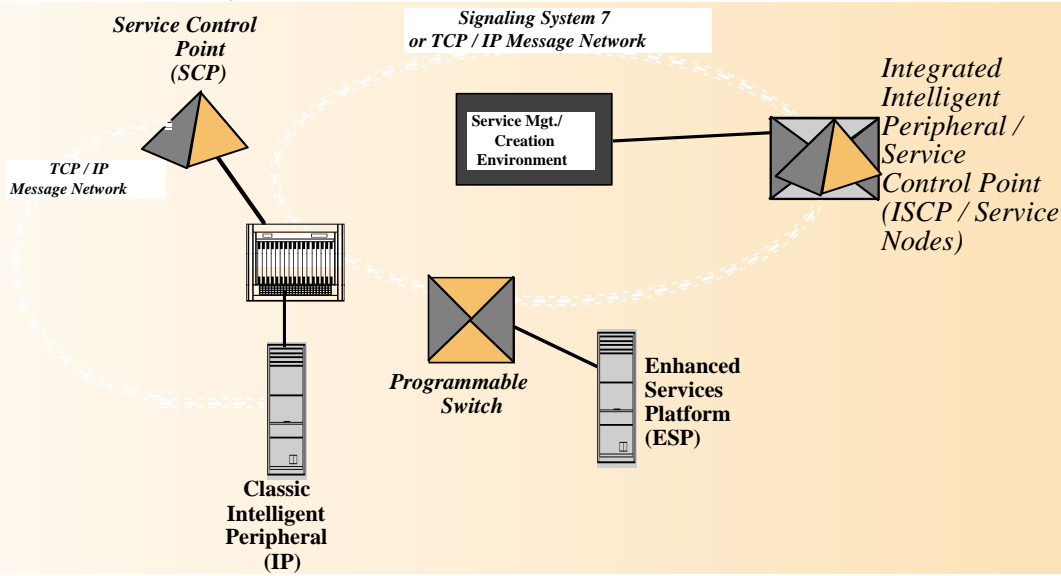 Service Control
Point
(SCP)
Signaling System 7
or TCP / IP Message Network
Service Mgt./
Creation
Environment
Integrated
Intelligent
Peripheral /
Service
Control Point
(ISCP / Service
Nodes)
TCP / IP
Message Network
Programmable
Switch
Enhanced
Services
Platform
(ESP)
Classic
Intelligent
Peripheral
(IP)